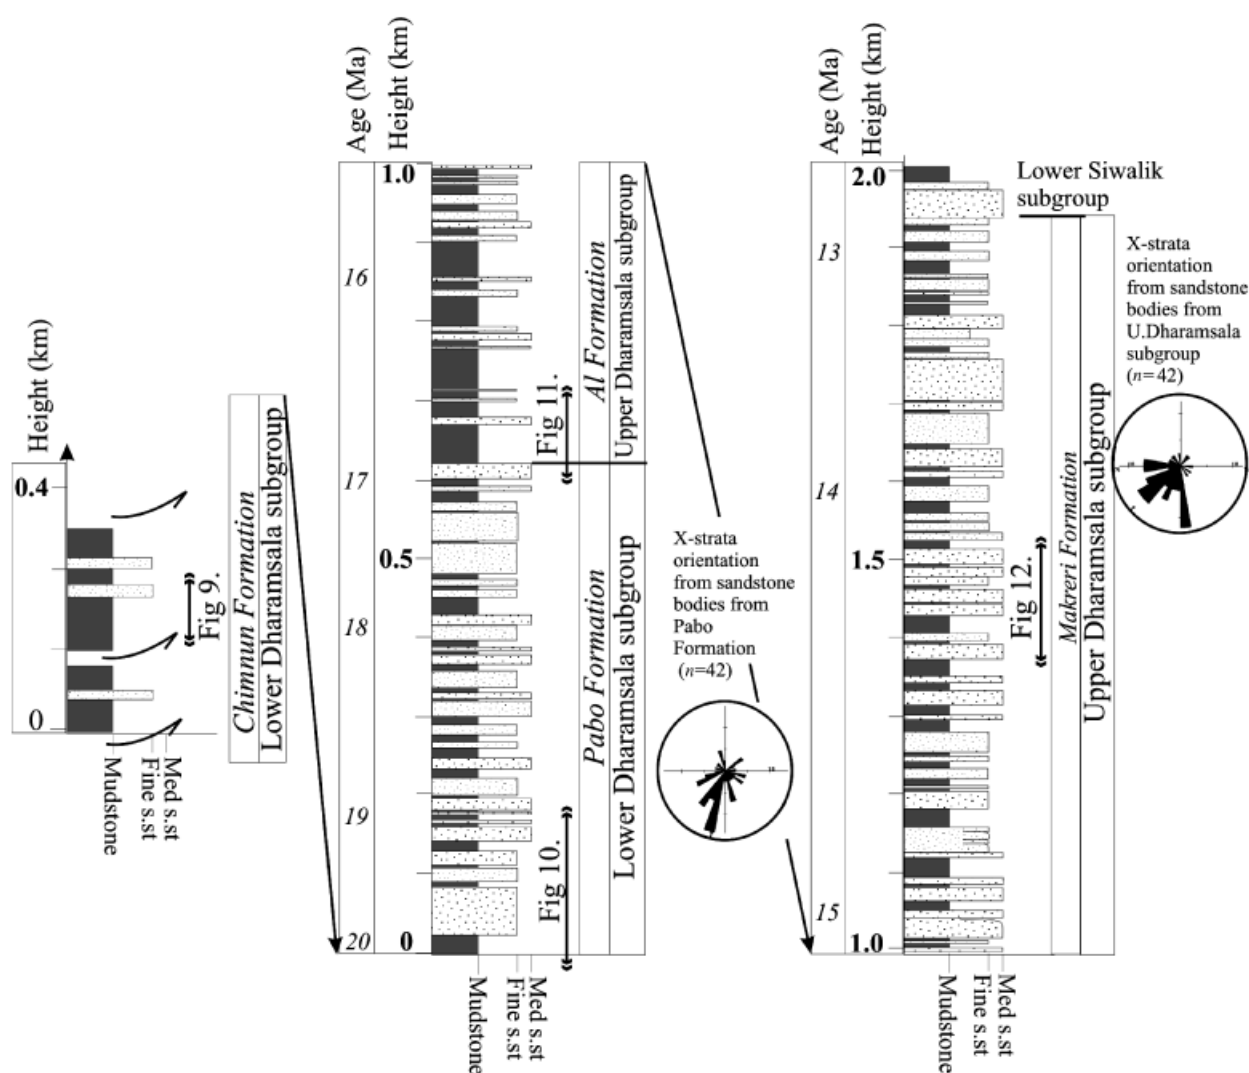 Height (km)
0.4
0
Mudstone
Fine s.st
Med s.st
Fig 9.
Chimnun Formation
Lower Dharamsala subgroup
Age (Ma)
Height (km)
1.0
16
17
0.5
18
19
20
0
Mudstone
Fine s.st
Med s.st
Fig 11.
Fig 10.
Al Formation
Upper Dharamsala subgroup
Pabo Formation
Lower Dharamsala subgroup
X-strata
orientation
from sandstone
bodies from
Pabo
Formation
(n=42)
Age (Ma)
Height (km)
2.0
13
14
1.5
15
1.0
Mudstone
Fine s.st
Med s.st
Fig 12.
Lower Siwalik
subgroup
Makreri Formation
Upper Dharamsala subgroup
X-strata
orientation
from sandstone
bodies from
U.Dharamsala
subgroup
(n=42)